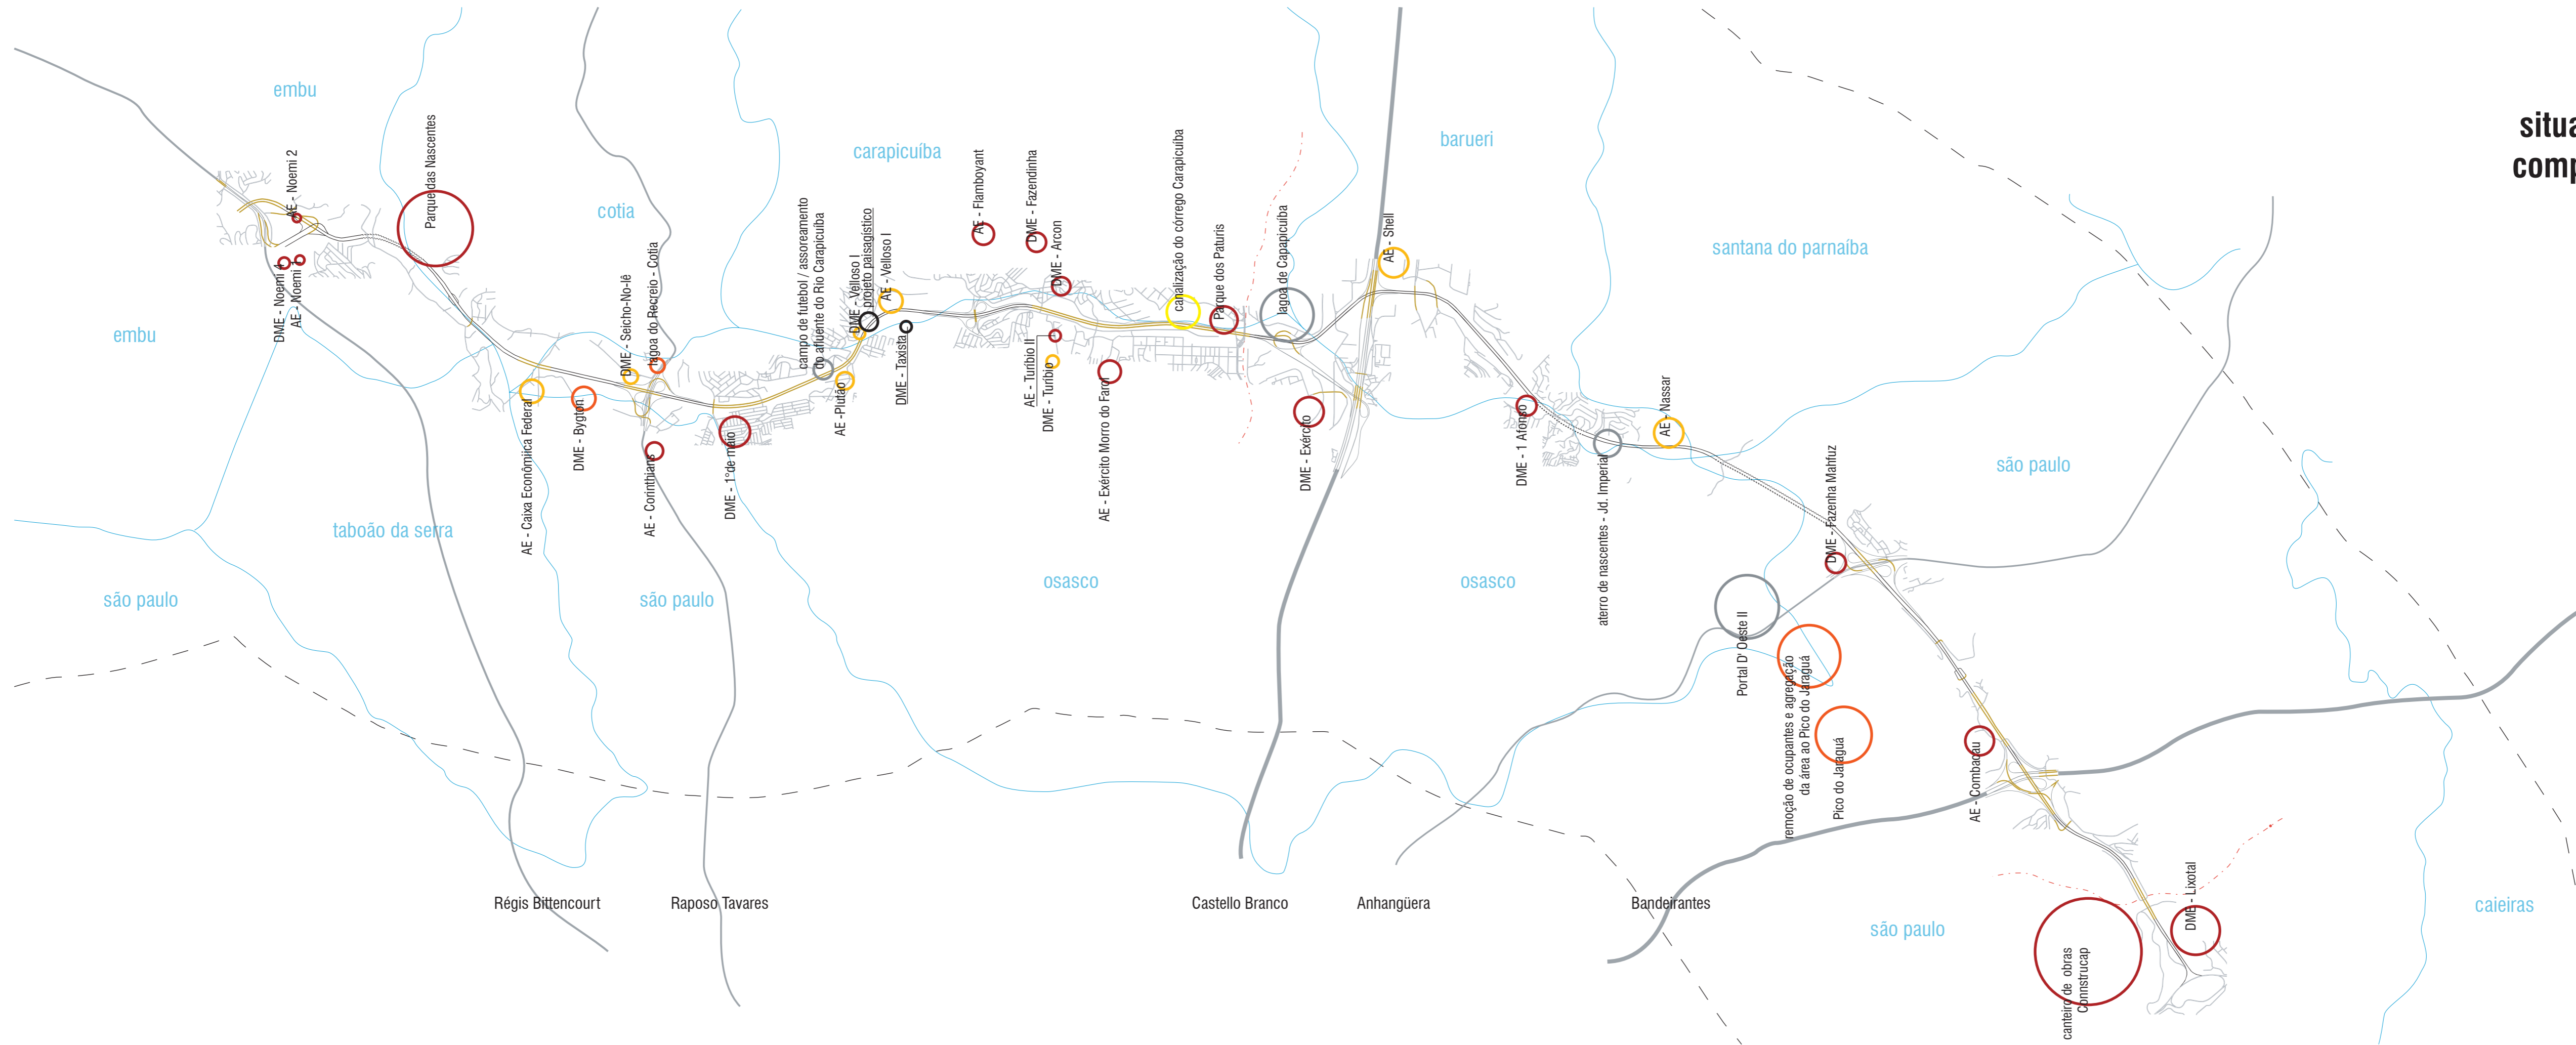 embu
situa
comp
AE - Noemi 2
Parque das Nascentes
carapicuíba
barueri
cotia
santana do parnaíba
AE - Flamboyant
DME - Fazendinha
DME - Arcon
canalização do córrego Carapicuíba
Parque dos Paturis
lagoa de Capapicuíba
AE - Shell
campo de futebol / assoreamento
do afluente do Rio Carapicuíba
DME - Velloso I
projeto paisagístico
AE - Velloso I
DME - Noemi 4
AE - Noemi 1
DME - Seicho-No-Iê
lagoa do Recreio - Cotia
embu
AE - Caixa Econômiica Federal
DME - Bygton
AE - Corinthians
DME - 1º de maio
AE -Plutão
DME - Taxista
AE - Turíbio II
DME - Turíbio
AE - Exército Morro do Farol
DME - Exército
DME - 1 Afonso
aterro de nascentes - Jd. Imperial
AE - Nassar
DME - Fazenha Mahfuz
são paulo
taboão da serra
são paulo
são paulo
osasco
osasco
Portal D' Oeste II
remoção de ocupantes e agregação
da área ao Pico do Jaraguá
Pico do Jaraguá
AE - Combacau
Régis Bittencourt
Raposo Tavares
Castello Branco
Anhangüera
Bandeirantes
são paulo
caieiras
DME - Lixotal
canteiro de obras
Connstrucap